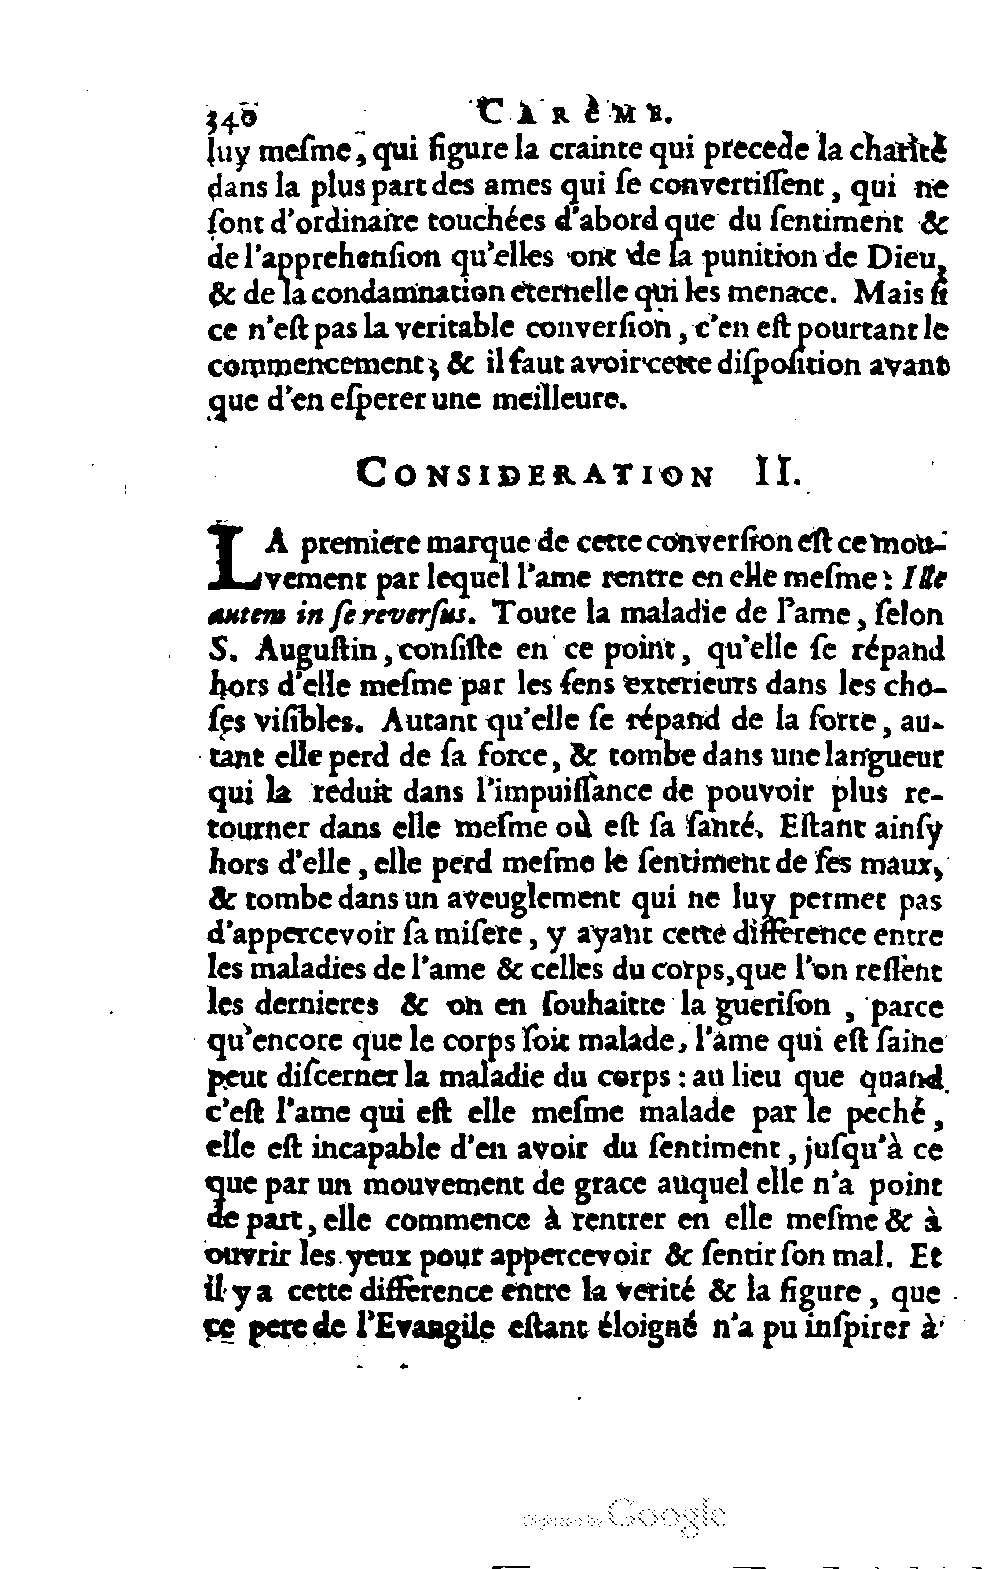 340 CARÊME.
luy meſme, qui figure la crainte qui precede la charité
dans la plus part des ames qui ſe convertiſſent, qui ne
ſont d'ordinaire touchées d'abord que du ſentiment &
de l'apprehenſion qu'elles ont de la punition de Dieu,
& de la condamnation eternelle qui les menace. Mais ſi
ce n'eſt pas la veritable converſion, c'en eſt pourtant le
commencement; & il faut avoir cette diſpoſition avant
que d'en eſperer une meilleure.
CONSIDERATION II.
LA premiere marque de cette converſion eſt ce mou-
vement par lequel l'ame rentre en elle meſme: Ille
autem in ſe reverſus. Toute la maladie de l'ame, ſelon
S. Auguſtin, conſiſte en ce point, qu'elle ſe répand
hors d'elle meſme par les ſens exterieurs dans les cho-
ſes viſibles. Autant qu'elle ſe répand de la ſorte, au-
tant elle perd de ſa force, & tombe dans une langueur
qui la reduit dans l'impuiſſance de pouvoir plus re-
tourner dans elle meſme où eſt ſa ſanté. Eſtant ainſy
hors d'elle, elle perd meſme le ſentiment de ſes maux,
& tombe dans un aveuglement qui ne luy permet pas
d'appercevoir ſa miſere, y ayant cette difference entre
les maladies de l'ame & celles du corps, que l'on reſſent
les dernieres & on en ſouhaitte la gueriſon, parce
qu'encore que le corps ſoit malade, l'ame qui eſt ſaine
peut diſcerner la maladie du corps: au lieu que quand
c'eſt l'ame qui eſt elle meſme malade par le peché,
elle eſt incapable d'en avoir du ſentiment, juſqu'à ce
que par un mouvement de grace auquel elle n'a point
de part, elle commence à rentrer en elle meſme & à
ouvrir les yeux pour appercevoir & ſentir ſon mal. Et
il y a cette difference entre la verité & la figure, que
ce pere de l'Evangile eſtant éloigné n'a pu inſpirer à
Digitized by Google